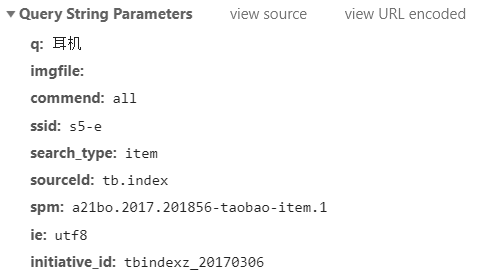 ▼ Query String Parameters view source view URL encoded
q: 耳机
imgfile:
commend: all
ssid: s5-e
search_type: item
sourceId: tb.index
spm: a21bo.2017.201856-taobao-item.1
ie: utf8
initiative_id: tbindexz_20170306